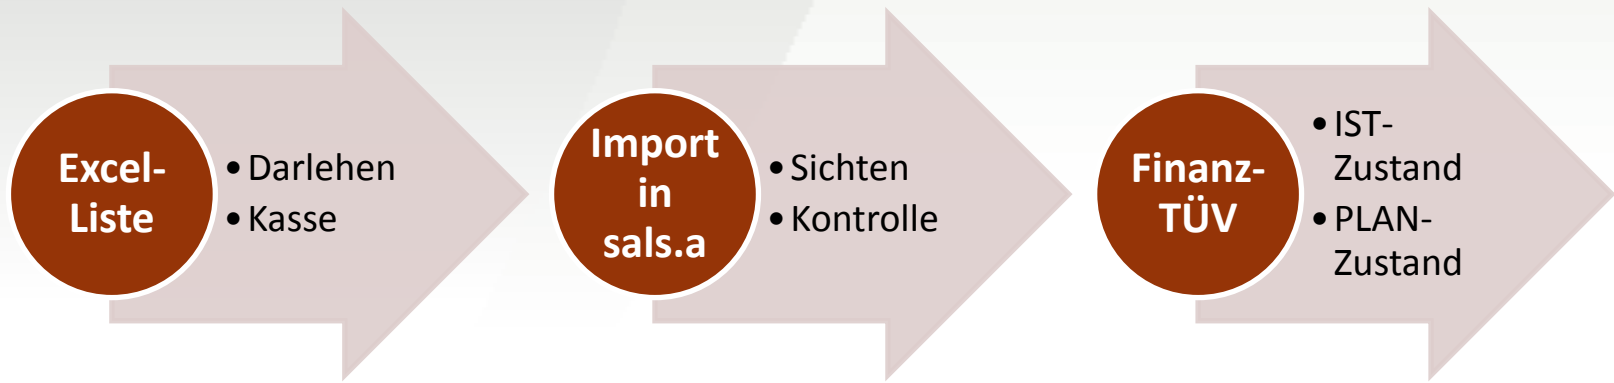 Excel-
Liste
• Darlehen
• Kasse
Import
in
sals.a
• Sichten
• Kontrolle
Finanz-
TÜV
• IST-
Zustand
• PLAN-
Zustand